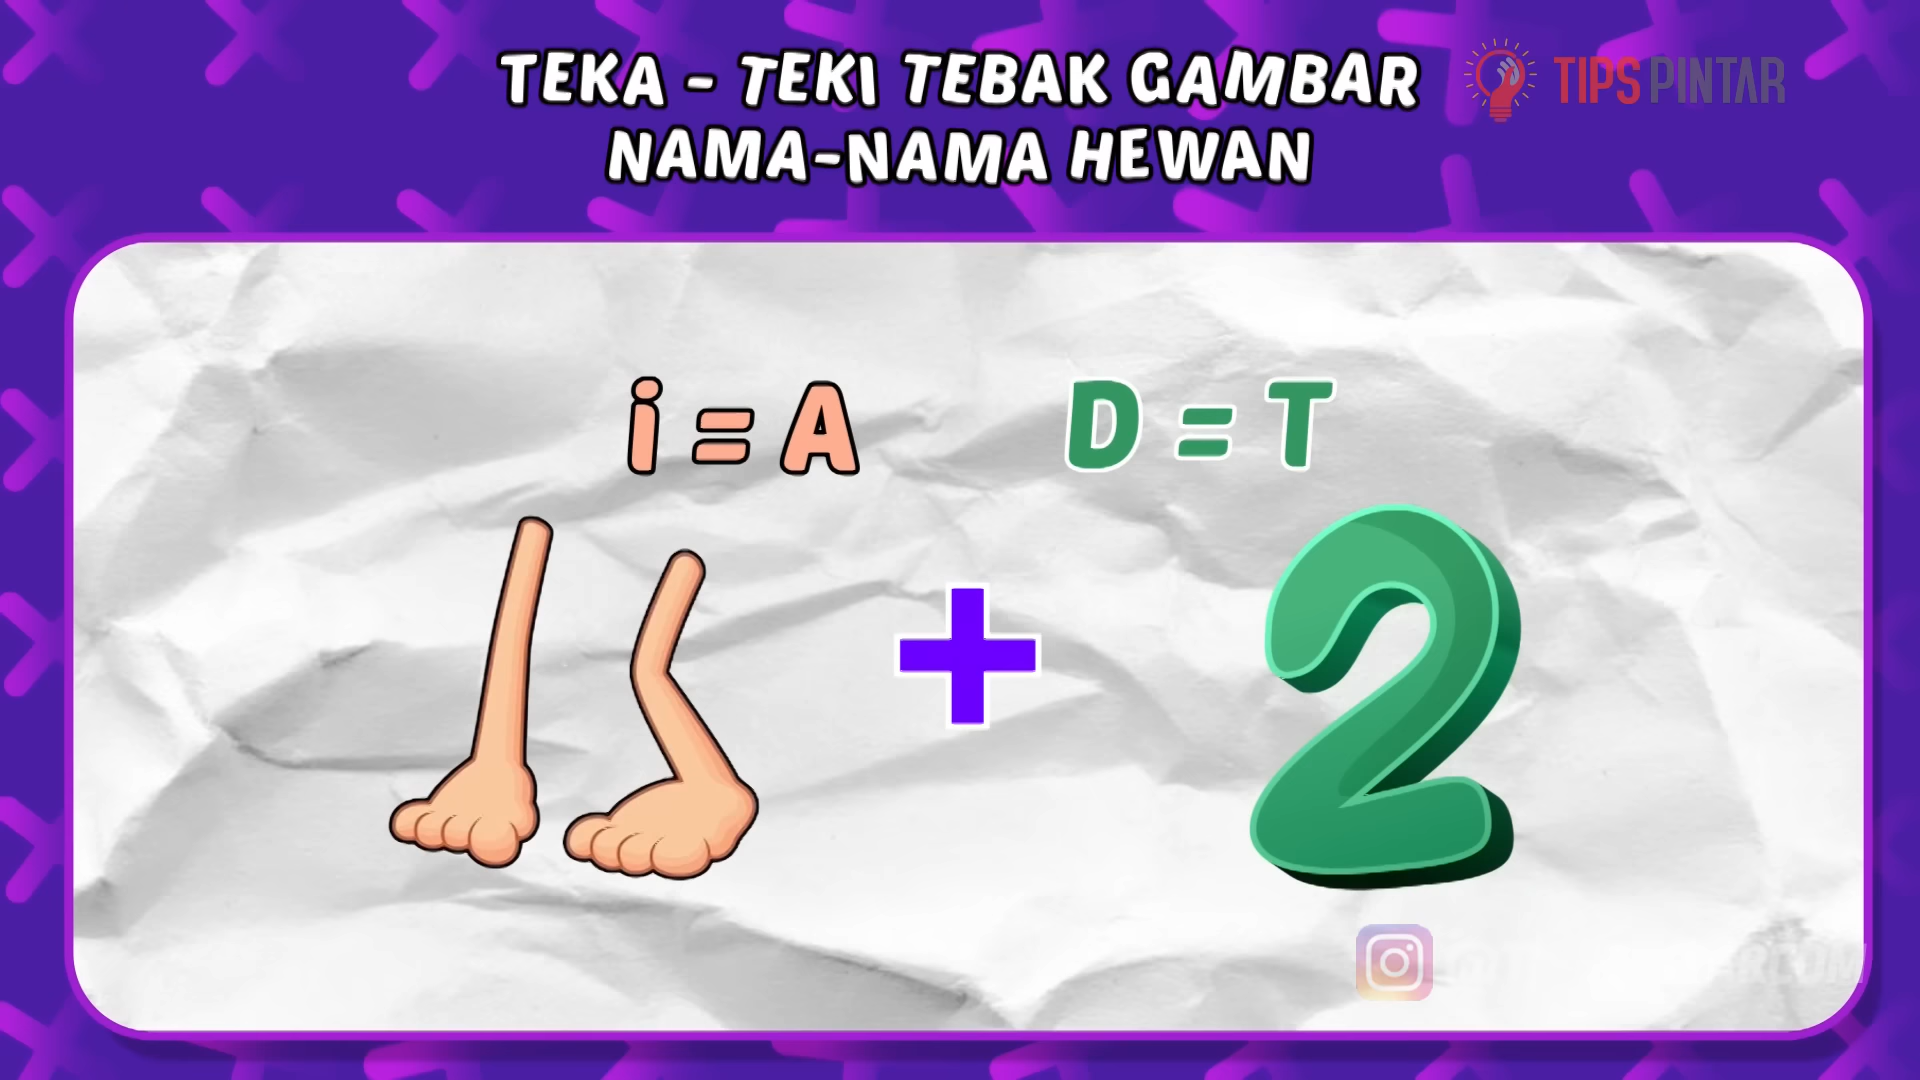 TEKA - TEKI TEBAK GAMBAR
NAMA-NAMA HEWAN
TIPS PINTAR
i = A
D = T
+
2